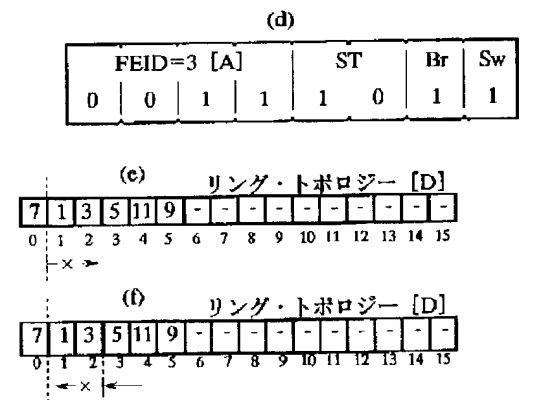 (d)
FEID=3 [A] ST Br Sw
0 0 1 1 1 0 1 1
(e) リング・トポロジー [D]
7 1 3 5 11 9 - - - - - - - - - -
0 1 2 3 4 5 6 7 8 9 10 11 12 13 14 15
×
(f) リング・トポロジー [D]
7 1 3 5 11 9 - - - - - - - - - -
0 1 2 3 4 5 6 7 8 9 10 11 12 13 14 15
×